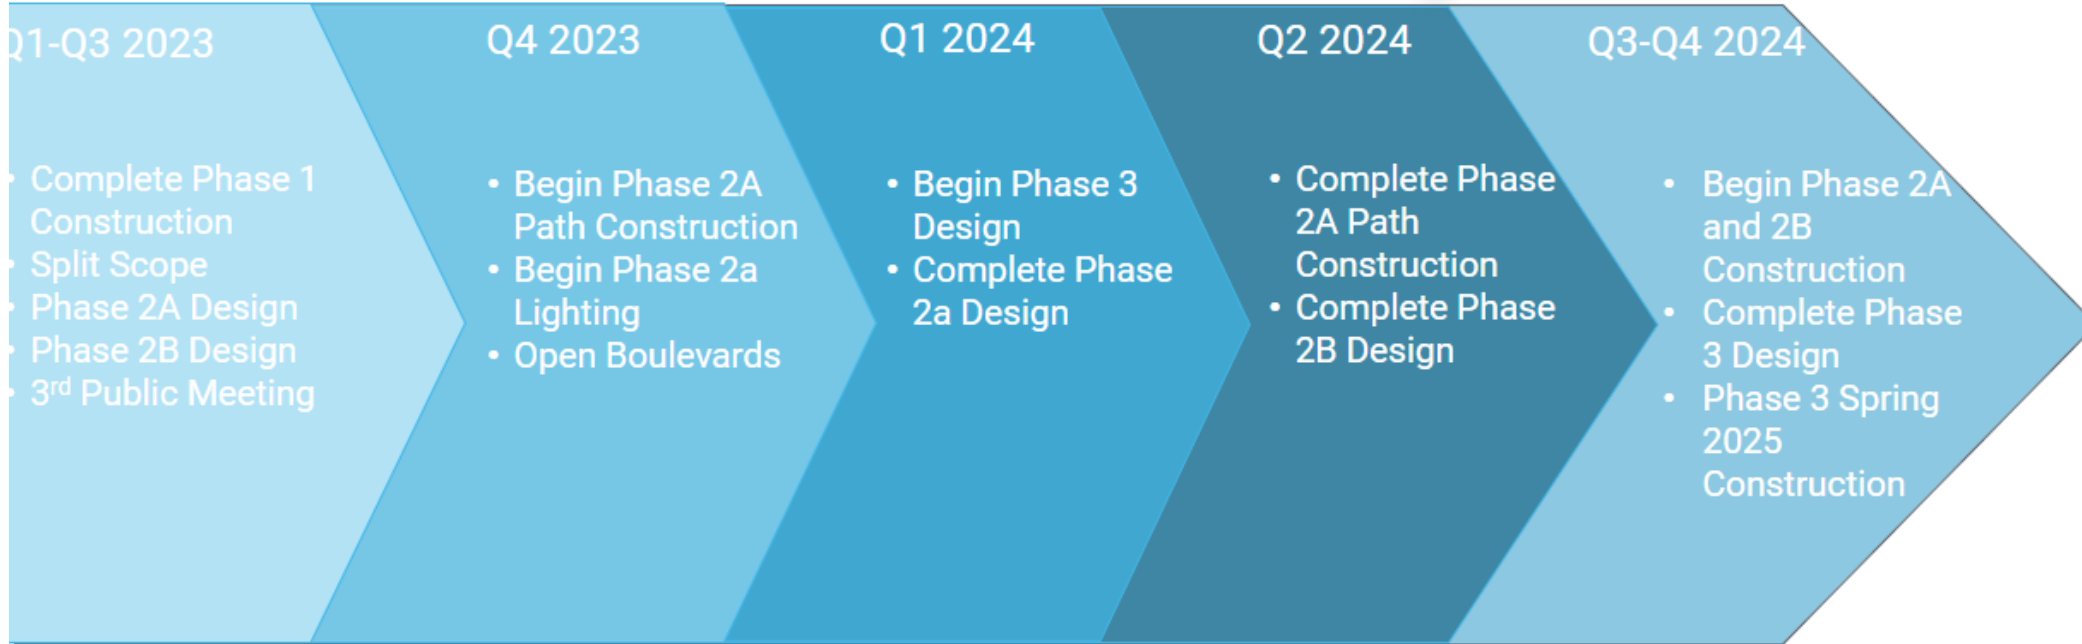 Q1-Q3 2023
• Complete Phase 1
Construction
• Split Scope
• Phase 2A Design
• Phase 2B Design
• 3rd Public Meeting
Q4 2023
• Begin Phase 2A
Path Construction
• Begin Phase 2a
Lighting
• Open Boulevards
Q1 2024
• Begin Phase 3
Design
• Complete Phase
2a Design
Q2 2024
• Complete Phase
2A Path
Construction
• Complete Phase
2B Design
Q3-Q4 2024
• Begin Phase 2A
and 2B
Construction
• Complete Phase
3 Design
• Phase 3 Spring
2025
Construction